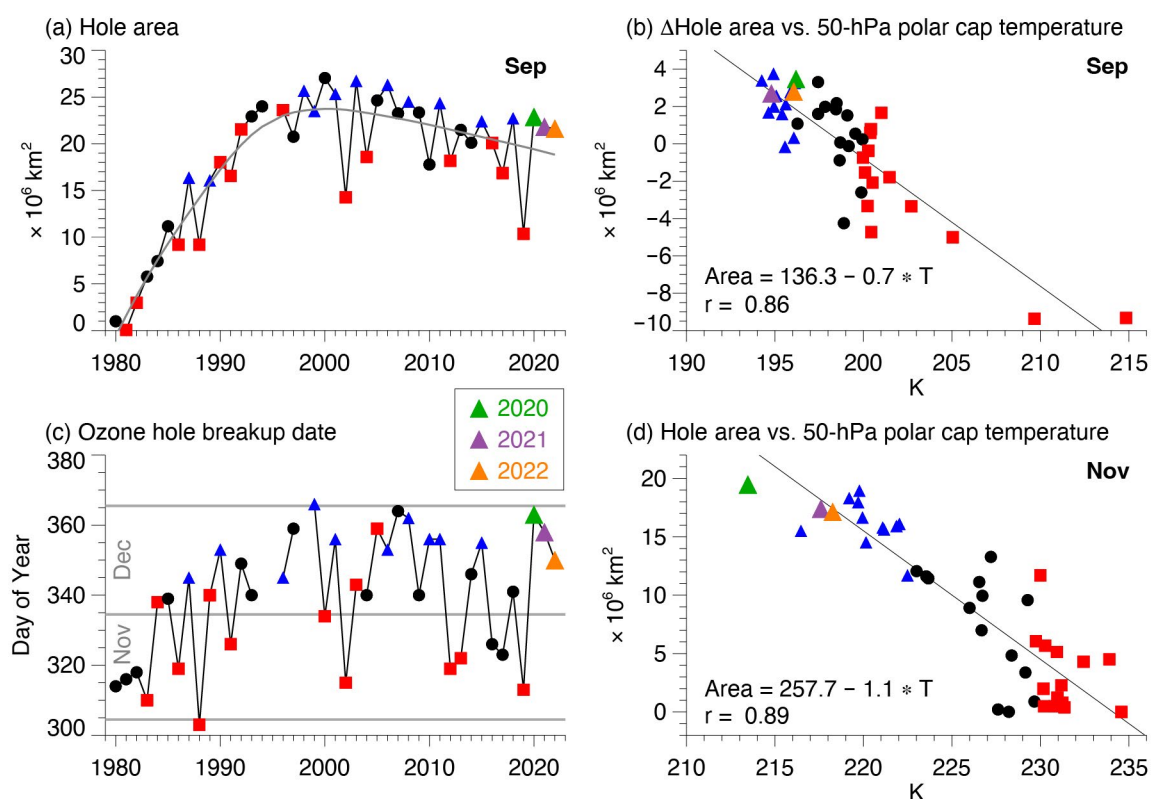 (a) Hole area
Sep
× 10⁶ km²
30
25
20
15
10
5
0
1980 1990 2000 2010 2020
(b) ΔHole area vs. 50-hPa polar cap temperature
Sep
× 10⁶ km²
4
2
0
−2
−4
−6
−8
−10
Area = 136.3 − 0.7 * T
r = 0.86
190 195 200 205 210 215
K
2020
2021
2022
(c) Ozone hole breakup date
Day of Year
380
360
340
320
300
Dec
Nov
1980 1990 2000 2010 2020
(d) Hole area vs. 50-hPa polar cap temperature
Nov
× 10⁶ km²
20
15
10
5
0
Area = 257.7 − 1.1 * T
r = 0.89
210 215 220 225 230 235
K